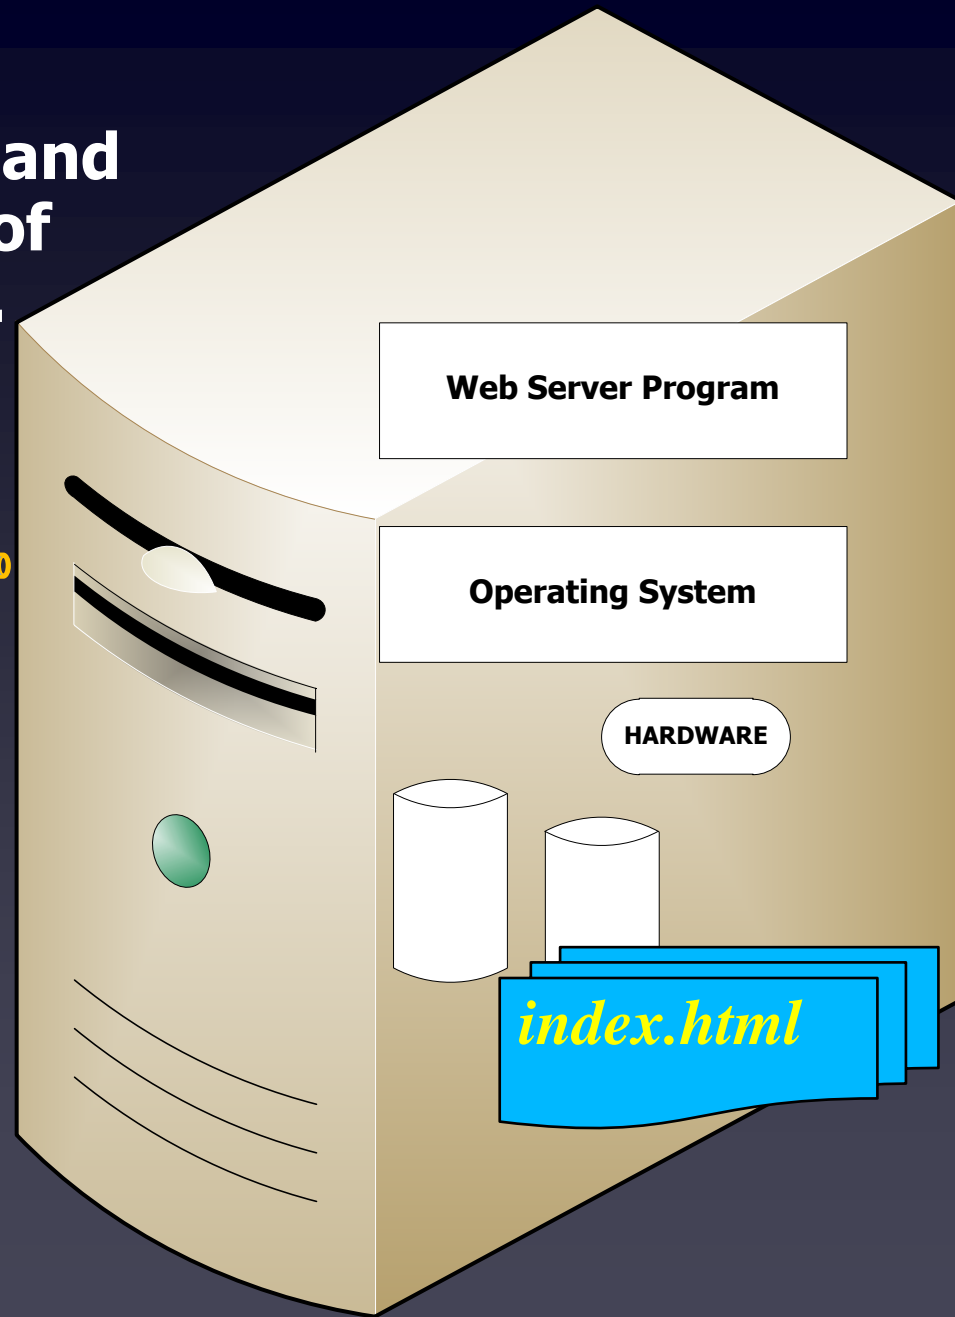 and
of
Web Server Program
Operating System
HARDWARE
index.html